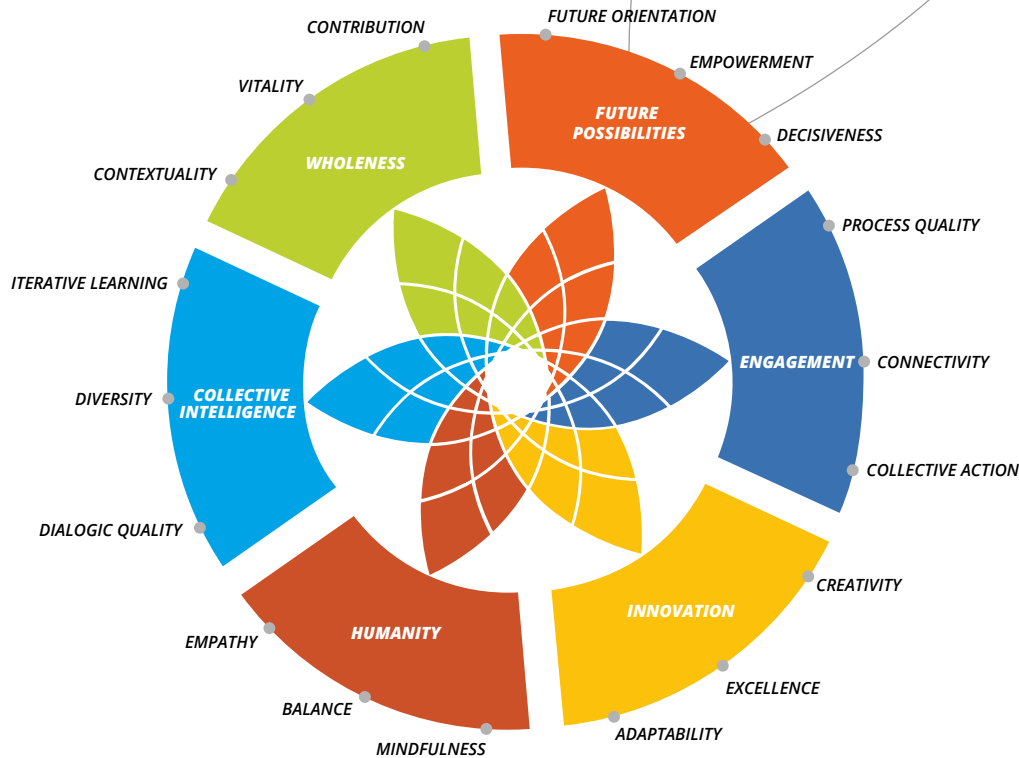 FUTURE ORIENTATION
EMPOWERMENT
DECISIVENESS
FUTURE
POSSIBILITIES
PROCESS QUALITY
CONNECTIVITY
COLLECTIVE ACTION
ENGAGEMENT
CREATIVITY
EXCELLENCE
ADAPTABILITY
INNOVATION
MINDFULNESS
BALANCE
EMPATHY
HUMANITY
DIALOGIC QUALITY
DIVERSITY
ITERATIVE LEARNING
COLLECTIVE
INTELLIGENCE
CONTEXTUALITY
VITALITY
CONTRIBUTION
WHOLENESS